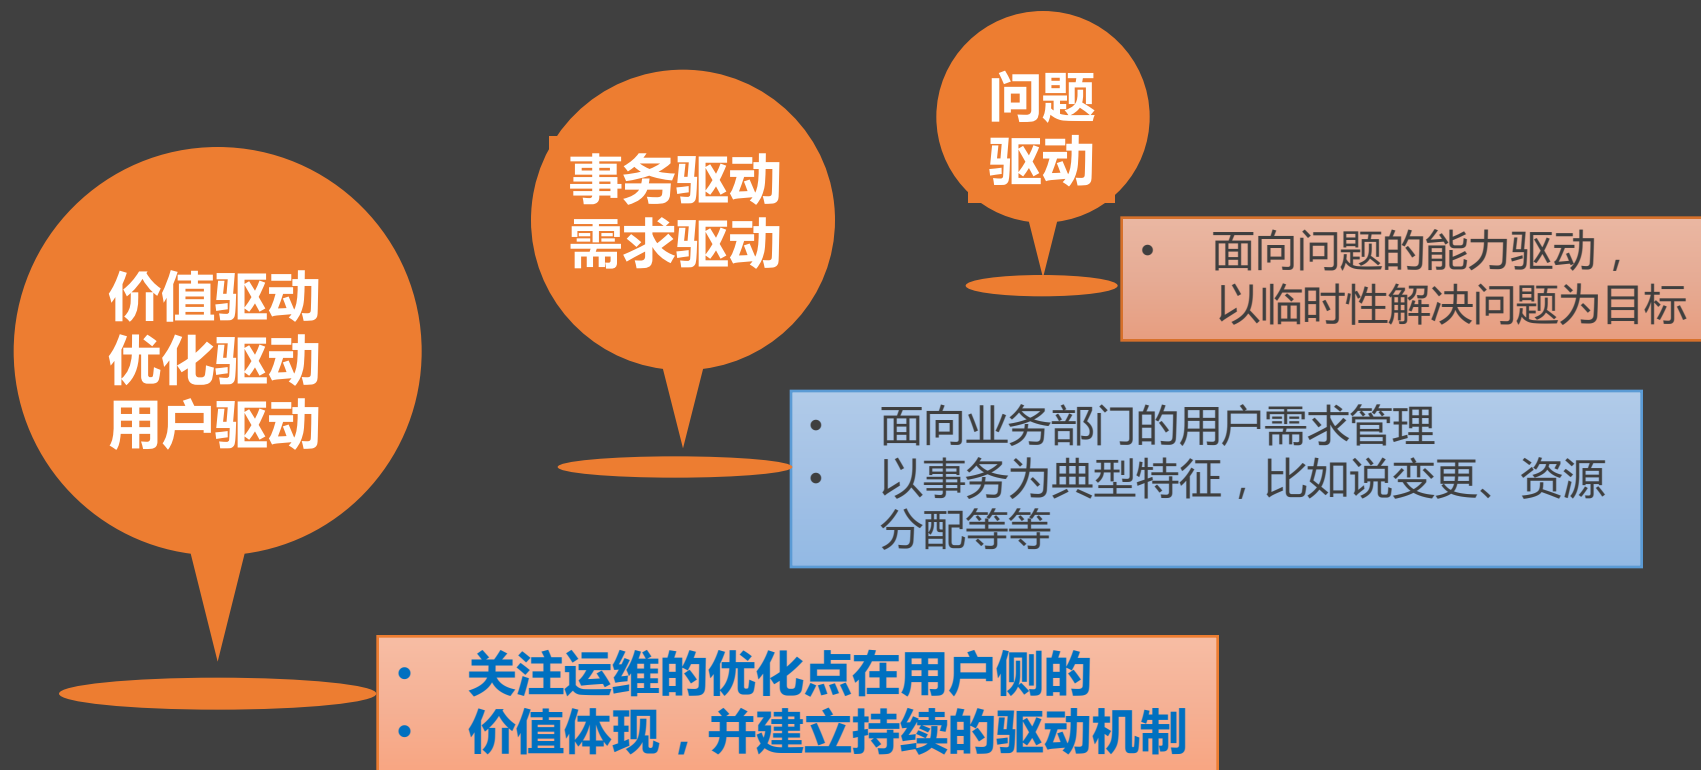 问题
驱动
事务驱动
需求驱动
价值驱动
优化驱动
用户驱动
• 面向问题的能力驱动，
以临时性解决问题为目标
• 面向业务部门的用户需求管理
• 以事务为典型特征，比如说变更、资源
分配等等
• 关注运维的优化点在用户侧的
• 价值体现，并建立持续的驱动机制